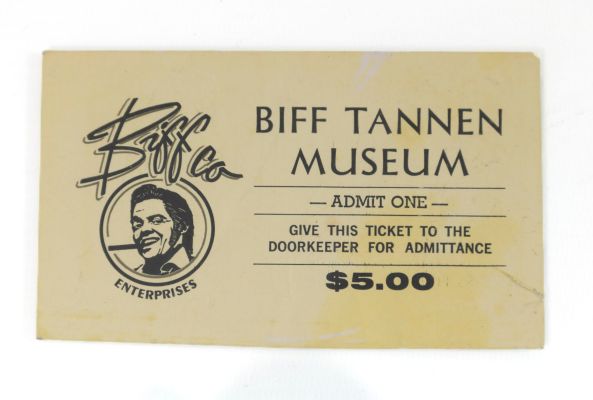 Biff Co
ENTERPRISES
BIFF TANNEN
MUSEUM
— ADMIT ONE —
GIVE THIS TICKET TO THE
DOORKEEPER FOR ADMITTANCE
$5.00